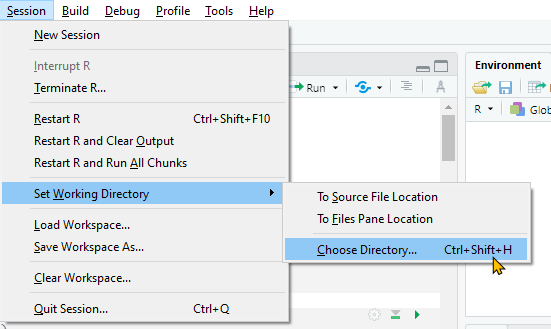 Session Build Debug Profile Tools Help
New Session
Interrupt R
Terminate R...
Restart R Ctrl+Shift+F10
Restart R and Clear Output
Restart R and Run All Chunks
Set Working Directory
Load Workspace...
Save Workspace As...
Clear Workspace...
Quit Session... Ctrl+Q
To Source File Location
To Files Pane Location
Choose Directory... Ctrl+Shift+H
Run
Environment
R
Glob